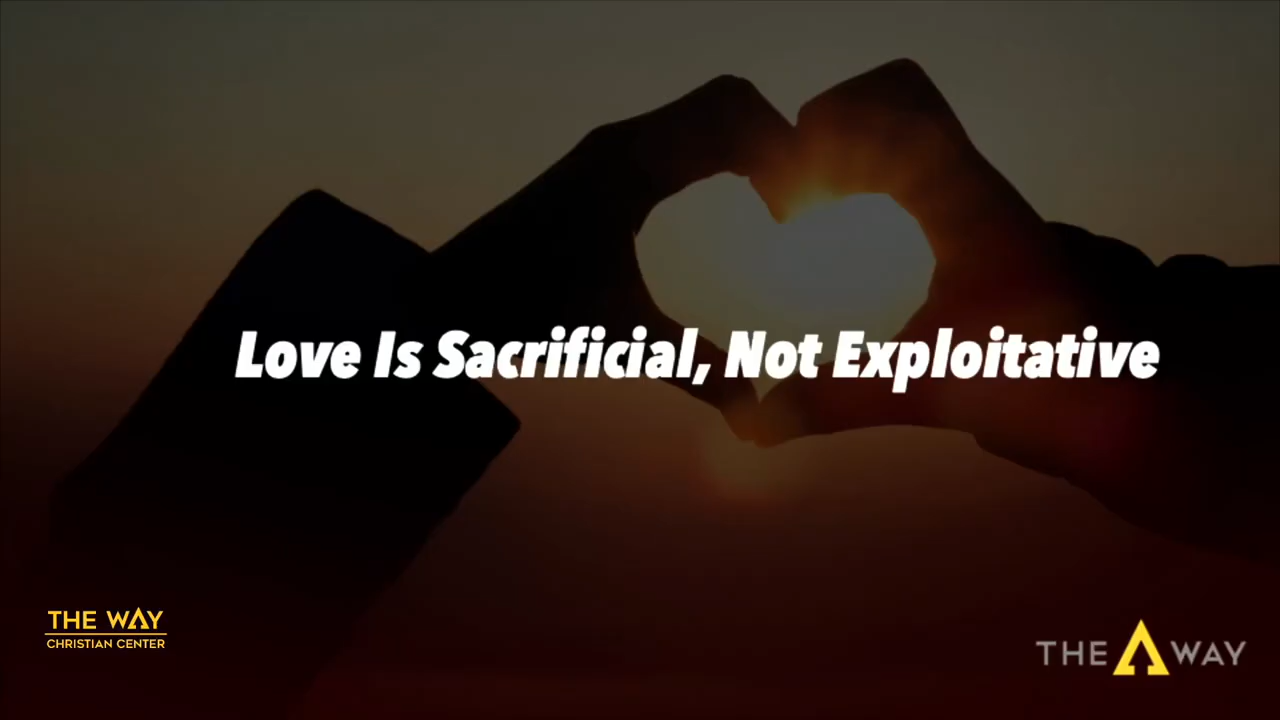 Love Is Sacrificial, Not Exploitative
THE WAY
CHRISTIAN CENTER
THE WAY